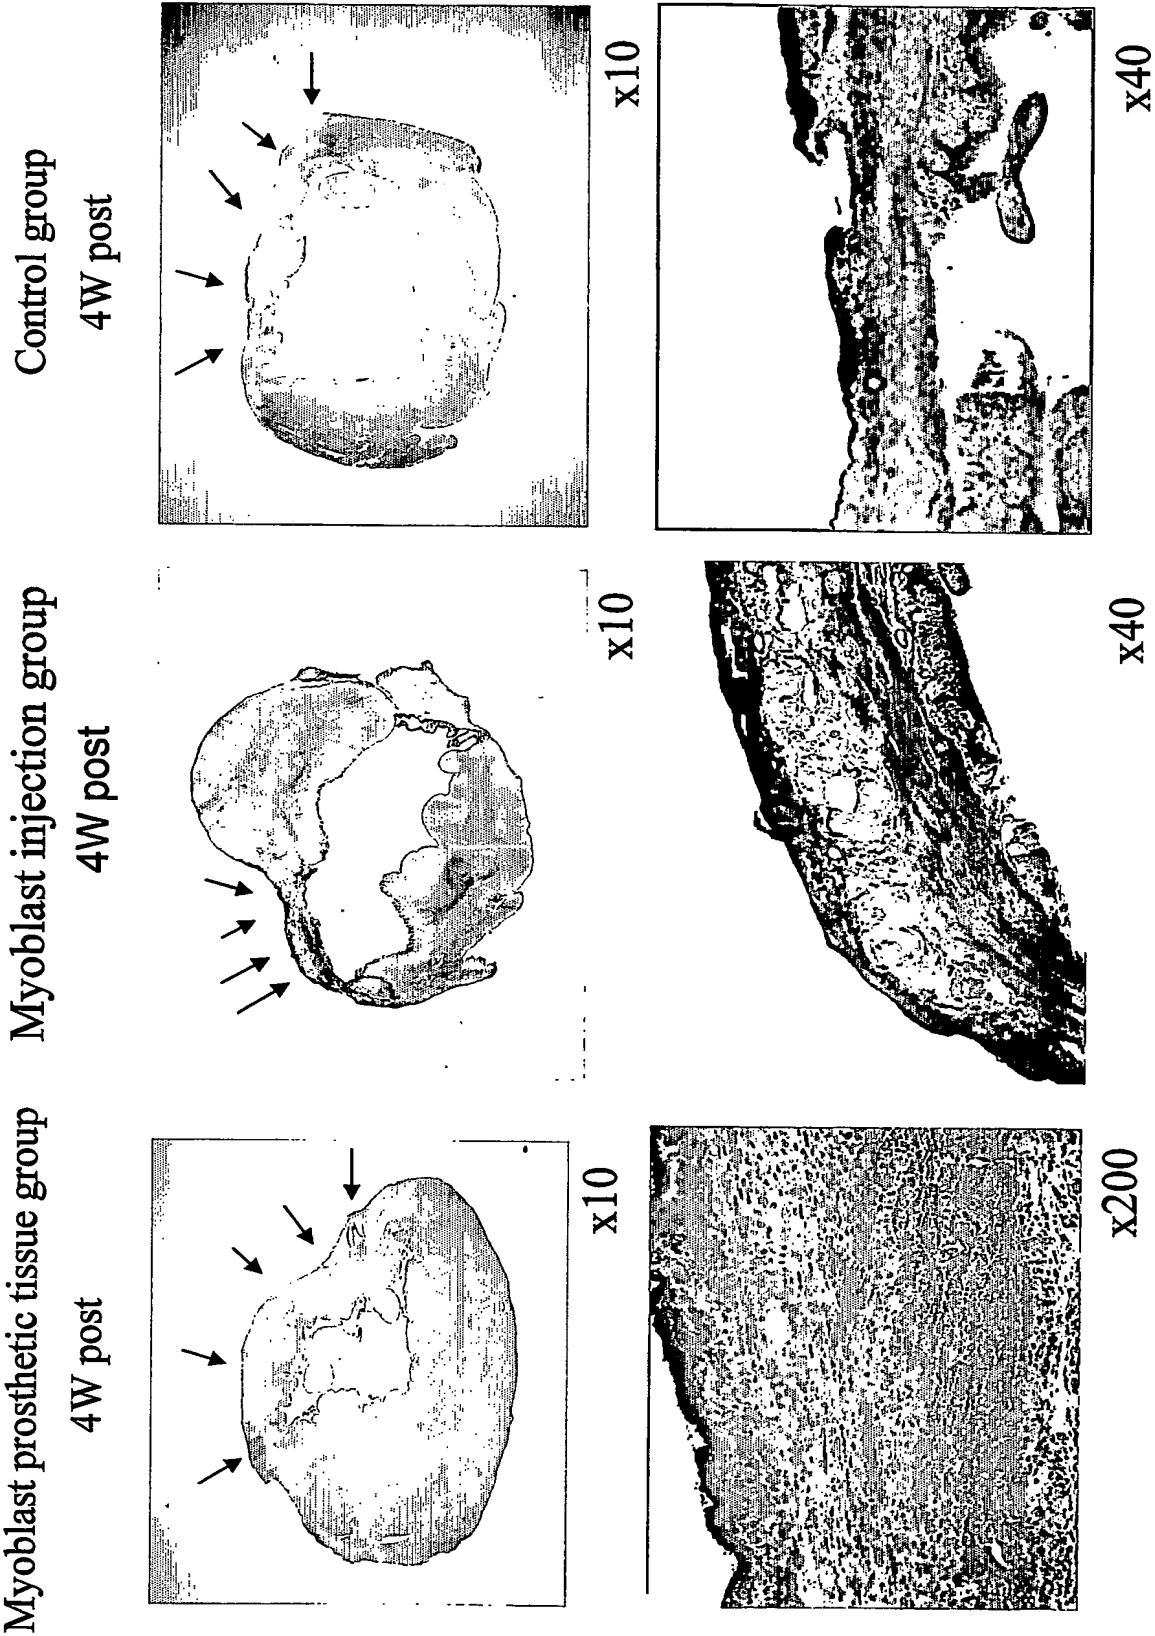 Myoblast prosthetic tissue group
4W post
x10
x200
Myoblast injection group
4W post
x10
x40
Control group
4W post
x10
x40